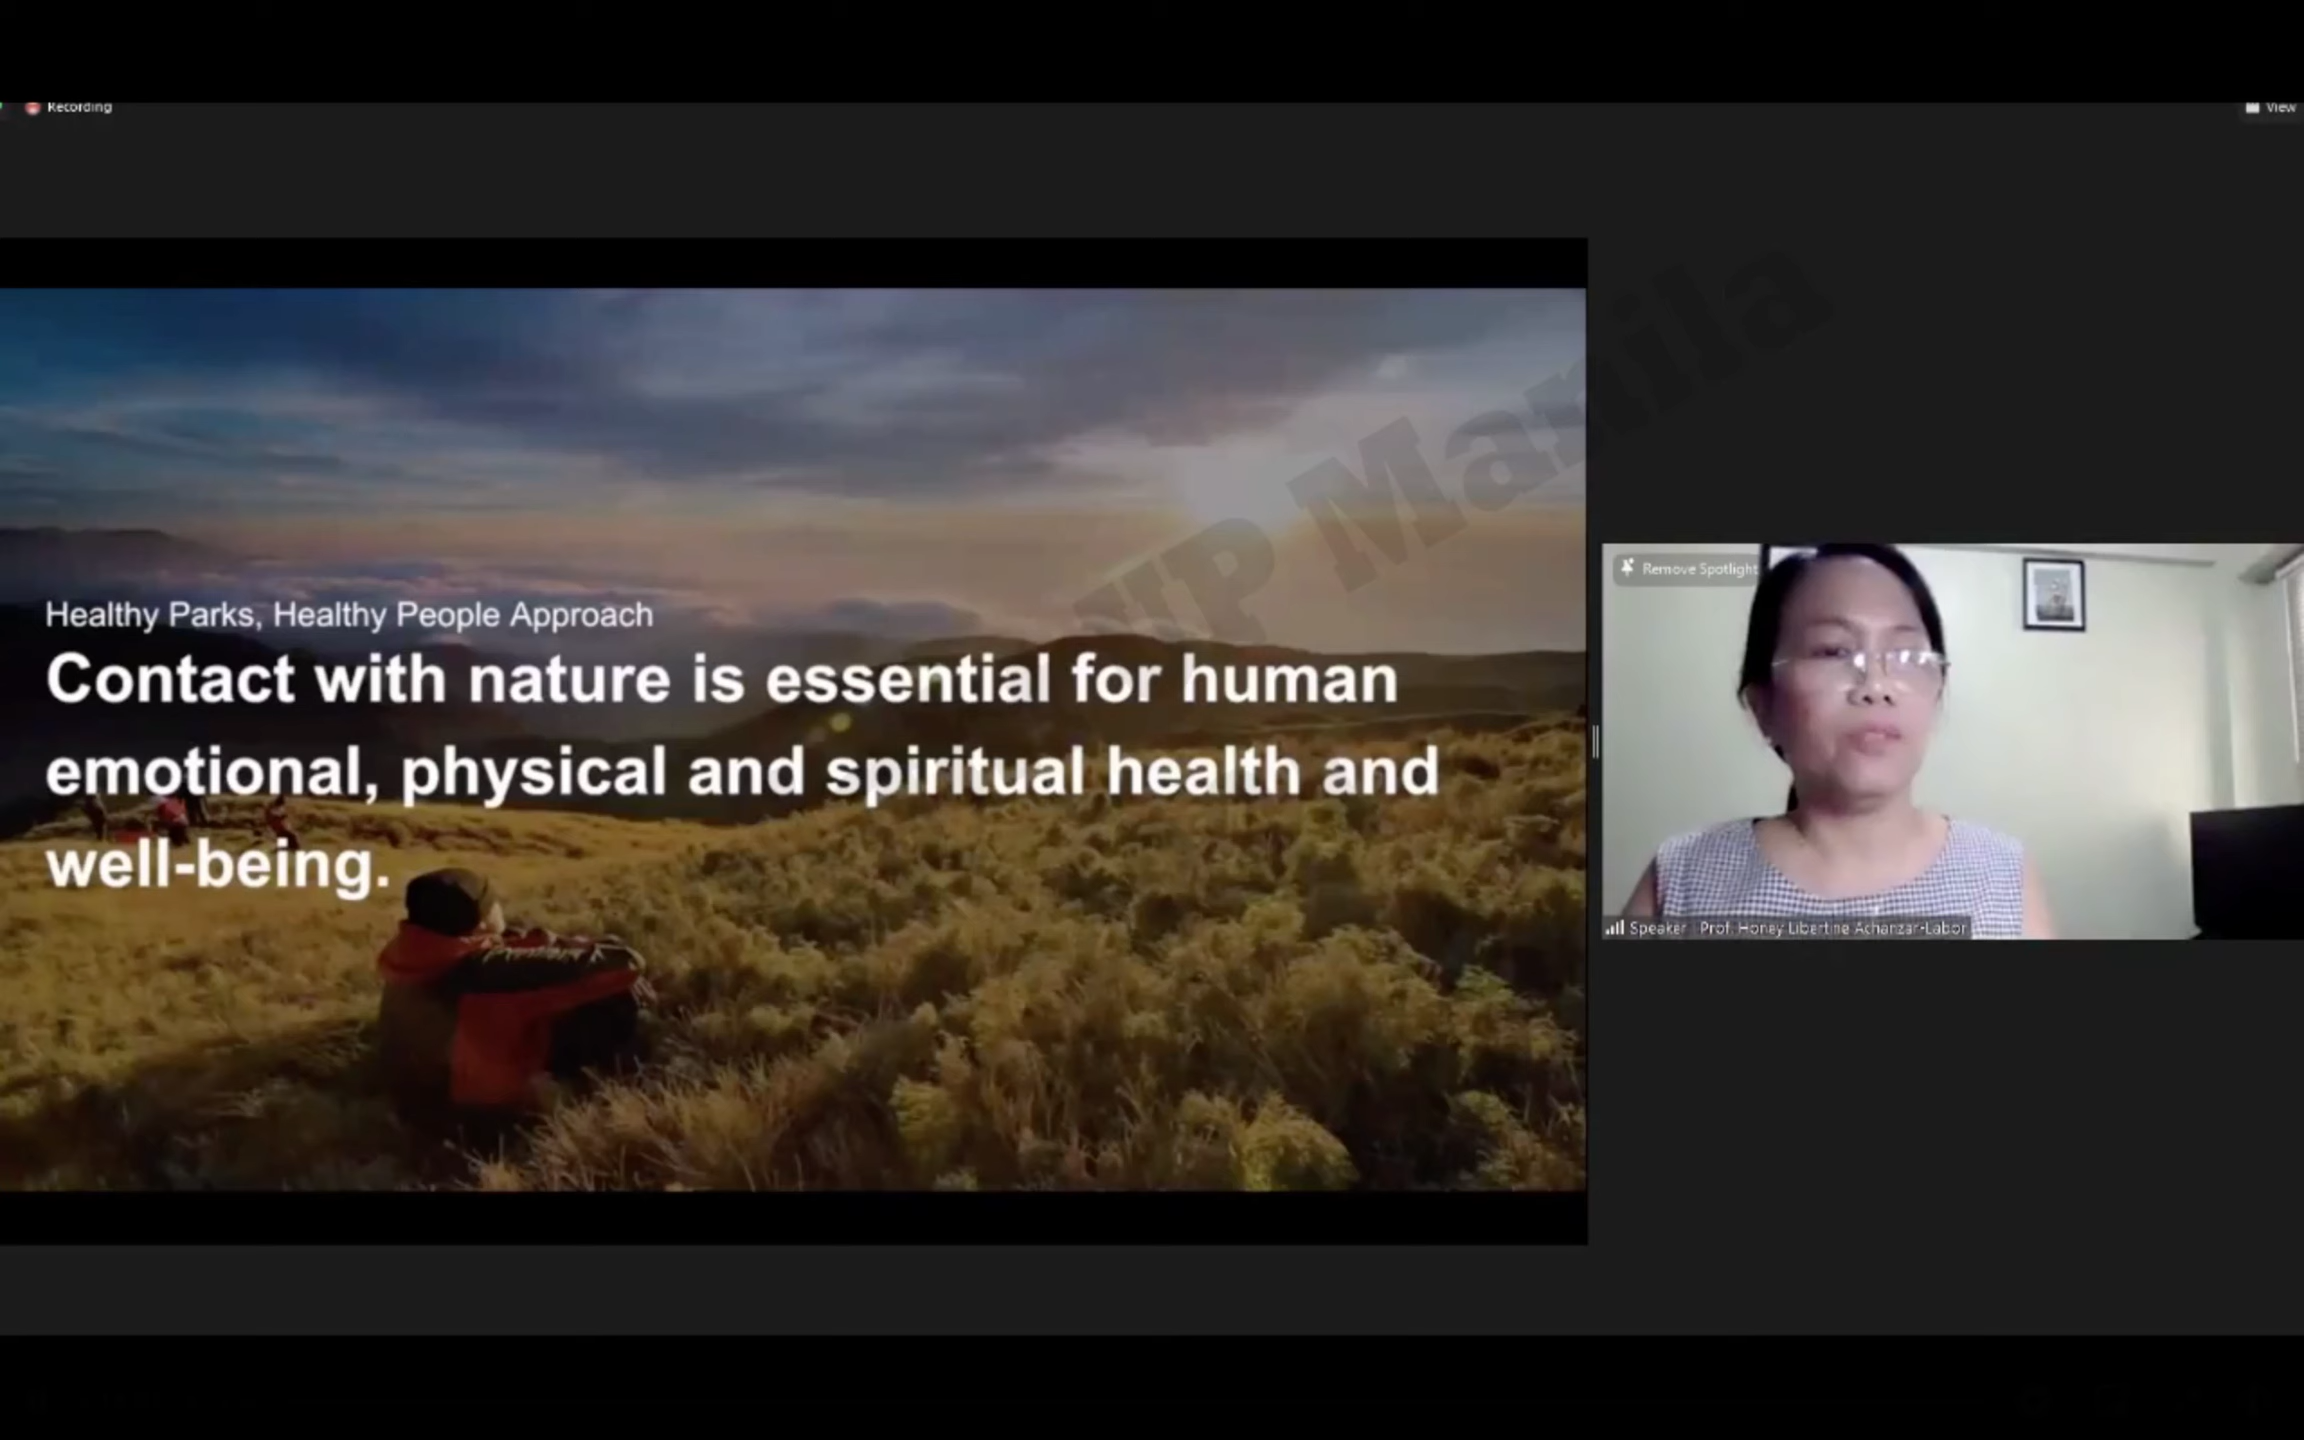 Recording
View
UP Manila
Healthy Parks, Healthy People Approach
Contact with nature is essential for human
emotional, physical and spiritual health and
well-being.
Remove Spotlight
Speaker Prof. Honey Libertine Achanzar-Labor